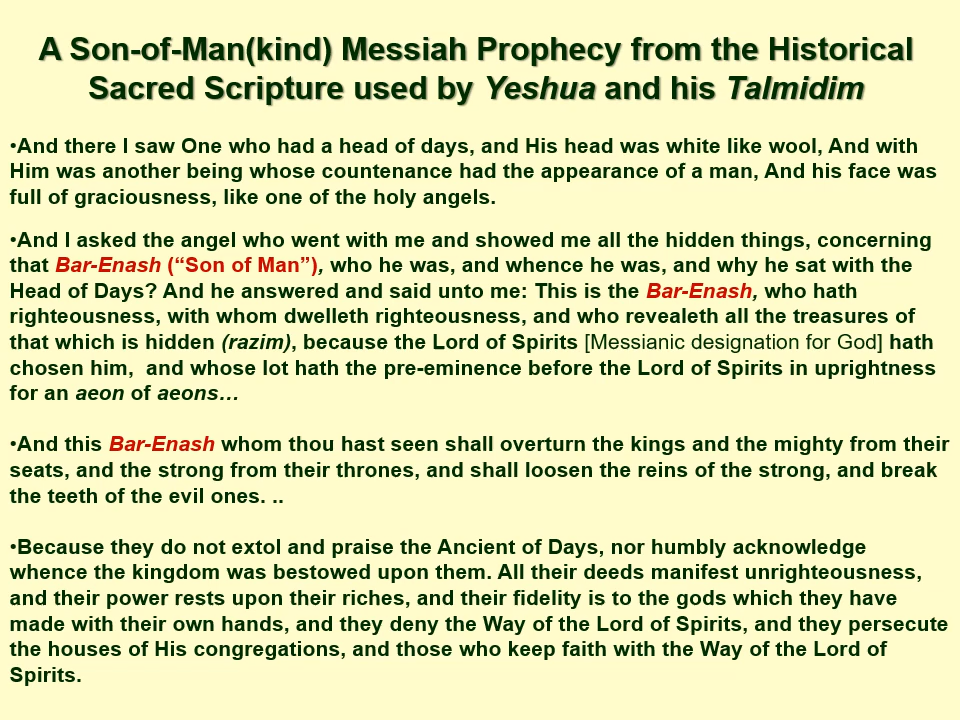 A Son-of-Man(kind) Messiah Prophecy from the Historical
Sacred Scripture used by Yeshua and his Talmidim
•And there I saw One who had a head of days, and His head was white like wool, And with
Him was another being whose countenance had the appearance of a man, And his face was
full of graciousness, like one of the holy angels.
•And I asked the angel who went with me and showed me all the hidden things, concerning
that Bar-Enash (“Son of Man”), who he was, and whence he was, and why he sat with the
Head of Days? And he answered and said unto me: This is the Bar-Enash, who hath
righteousness, with whom dwelleth righteousness, and who revealeth all the treasures of
that which is hidden (razim), because the Lord of Spirits [Messianic designation for God] hath
chosen him, and whose lot hath the pre-eminence before the Lord of Spirits in uprightness
for an aeon of aeons…
•And this Bar-Enash whom thou hast seen shall overturn the kings and the mighty from their
seats, and the strong from their thrones, and shall loosen the reins of the strong, and break
the teeth of the evil ones. ..
•Because they do not extol and praise the Ancient of Days, nor humbly acknowledge
whence the kingdom was bestowed upon them. All their deeds manifest unrighteousness,
and their power rests upon their riches, and their fidelity is to the gods which they have
made with their own hands, and they deny the Way of the Lord of Spirits, and they persecute
the houses of His congregations, and those who keep faith with the Way of the Lord of
Spirits.